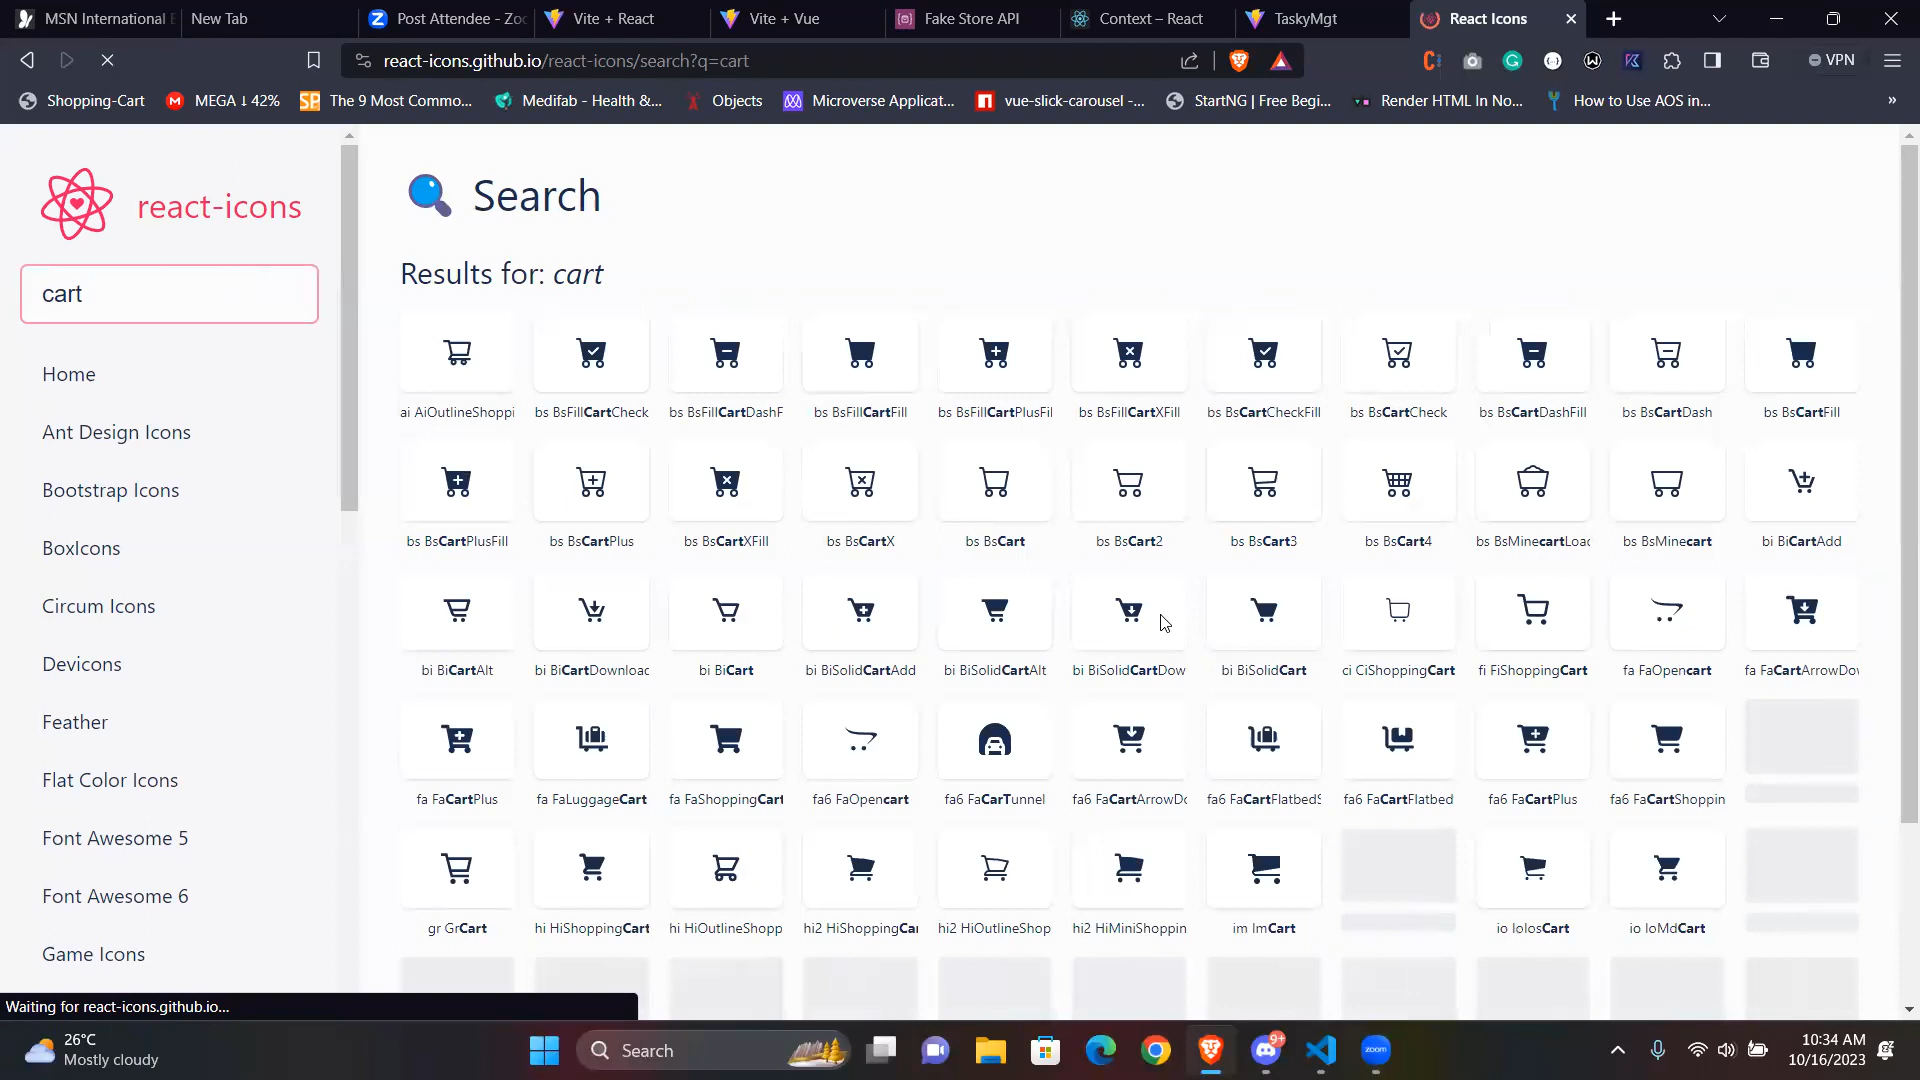 MSN International E
New Tab
Post Attendee - Zoo
Vite + React
Vite + Vue
Fake Store API
Context – React
TaskyMgt
React Icons
react-icons.github.io/react-icons/search?q=cart
VPN
Shopping-Cart
MEGA ⭣ 42%
The 9 Most Commo...
Medifab - Health &...
Objects
Microverse Applicat...
vue-slick-carousel -...
StartNG | Free Begi...
Render HTML In No...
How to Use AOS in...
»
react-icons
cart
Home
Ant Design Icons
Bootstrap Icons
BoxIcons
Circum Icons
Devicons
Feather
Flat Color Icons
Font Awesome 5
Font Awesome 6
Game Icons
Search
Results for: cart
ai AiOutlineShoppi
bs BsFillCartCheck
bs BsFillCartDashF
bs BsFillCartFill
bs BsFillCartPlusFil
bs BsFillCartXFill
bs BsCartCheckFill
bs BsCartCheck
bs BsCartDashFill
bs BsCartDash
bs BsCartFill
bs BsCartPlusFill
bs BsCartPlus
bs BsCartXFill
bs BsCartX
bs BsCart
bs BsCart2
bs BsCart3
bs BsCart4
bs BsMinecartLoac
bs BsMinecart
bi BiCartAdd
bi BiCartAlt
bi BiCartDownloac
bi BiCart
bi BiSolidCartAdd
bi BiSolidCartAlt
bi BiSolidCartDow
bi BiSolidCart
ci CiShoppingCart
fi FiShoppingCart
fa FaOpencart
fa FaCartArrowDov
fa FaCartPlus
fa FaLuggageCart
fa FaShoppingCart
fa6 FaOpencart
fa6 FaCarTunnel
fa6 FaCartArrowDc
fa6 FaCartFlatbedS
fa6 FaCartFlatbed
fa6 FaCartPlus
fa6 FaCartShoppin
gr GrCart
hi HiShoppingCart
hi HiOutlineShopp
hi2 HiShoppingCar
hi2 HiOutlineShop
hi2 HiMiniShoppin
im ImCart
io IoIosCart
io IoMdCart
Waiting for react-icons.github.io...
26°C
Mostly cloudy
Search
9+
zoom
10:34 AM
10/16/2023